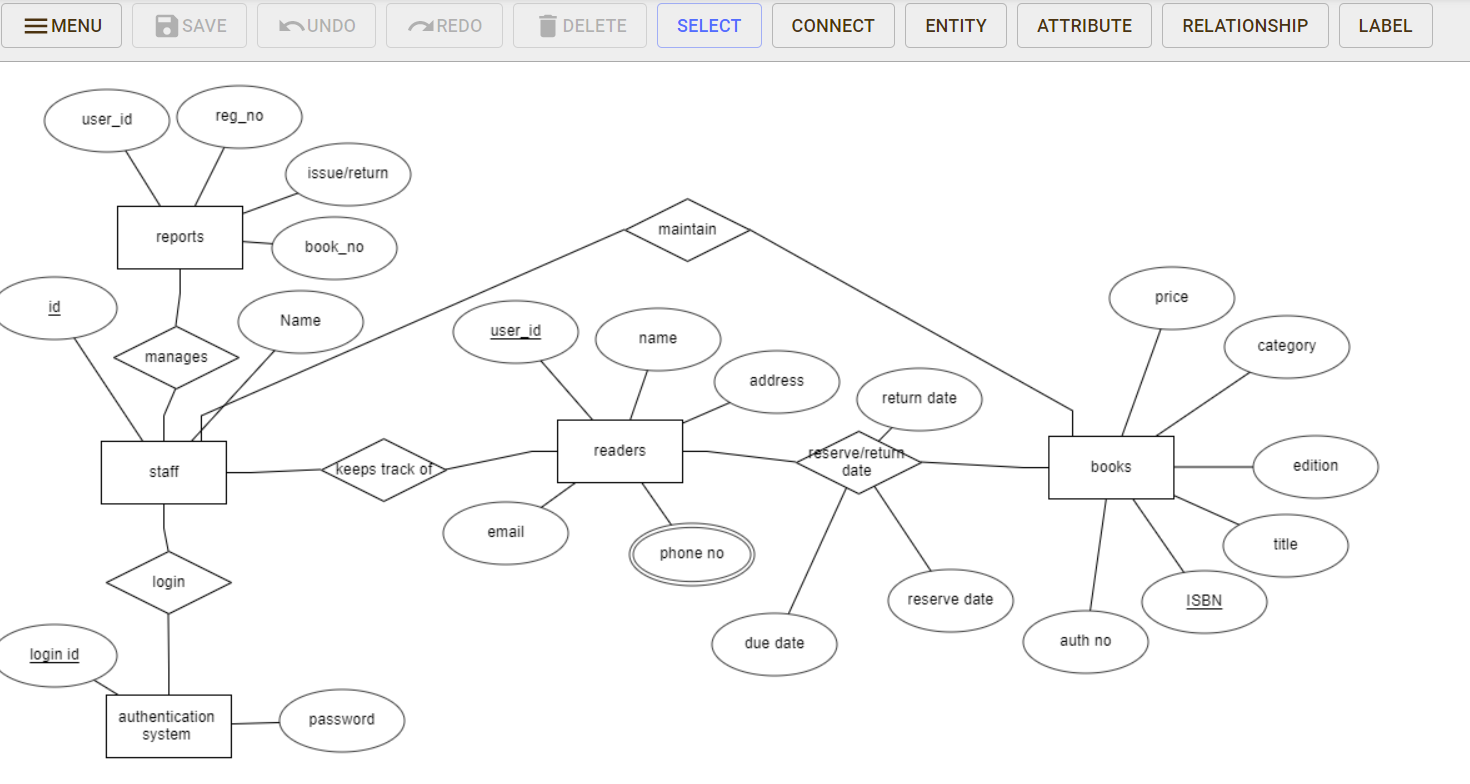 MENU
SAVE
UNDO
REDO
DELETE
SELECT
CONNECT
ENTITY
ATTRIBUTE
RELATIONSHIP
LABEL
user_id
reg_no
issue/return
reports
book_no
maintain
id
Name
price
manages
user_id
name
category
address
return date
staff
keeps track of
readers
reserve/return
date
books
edition
email
phone no
title
login
reserve date
ISBN
due date
auth no
login id
authentication
system
password